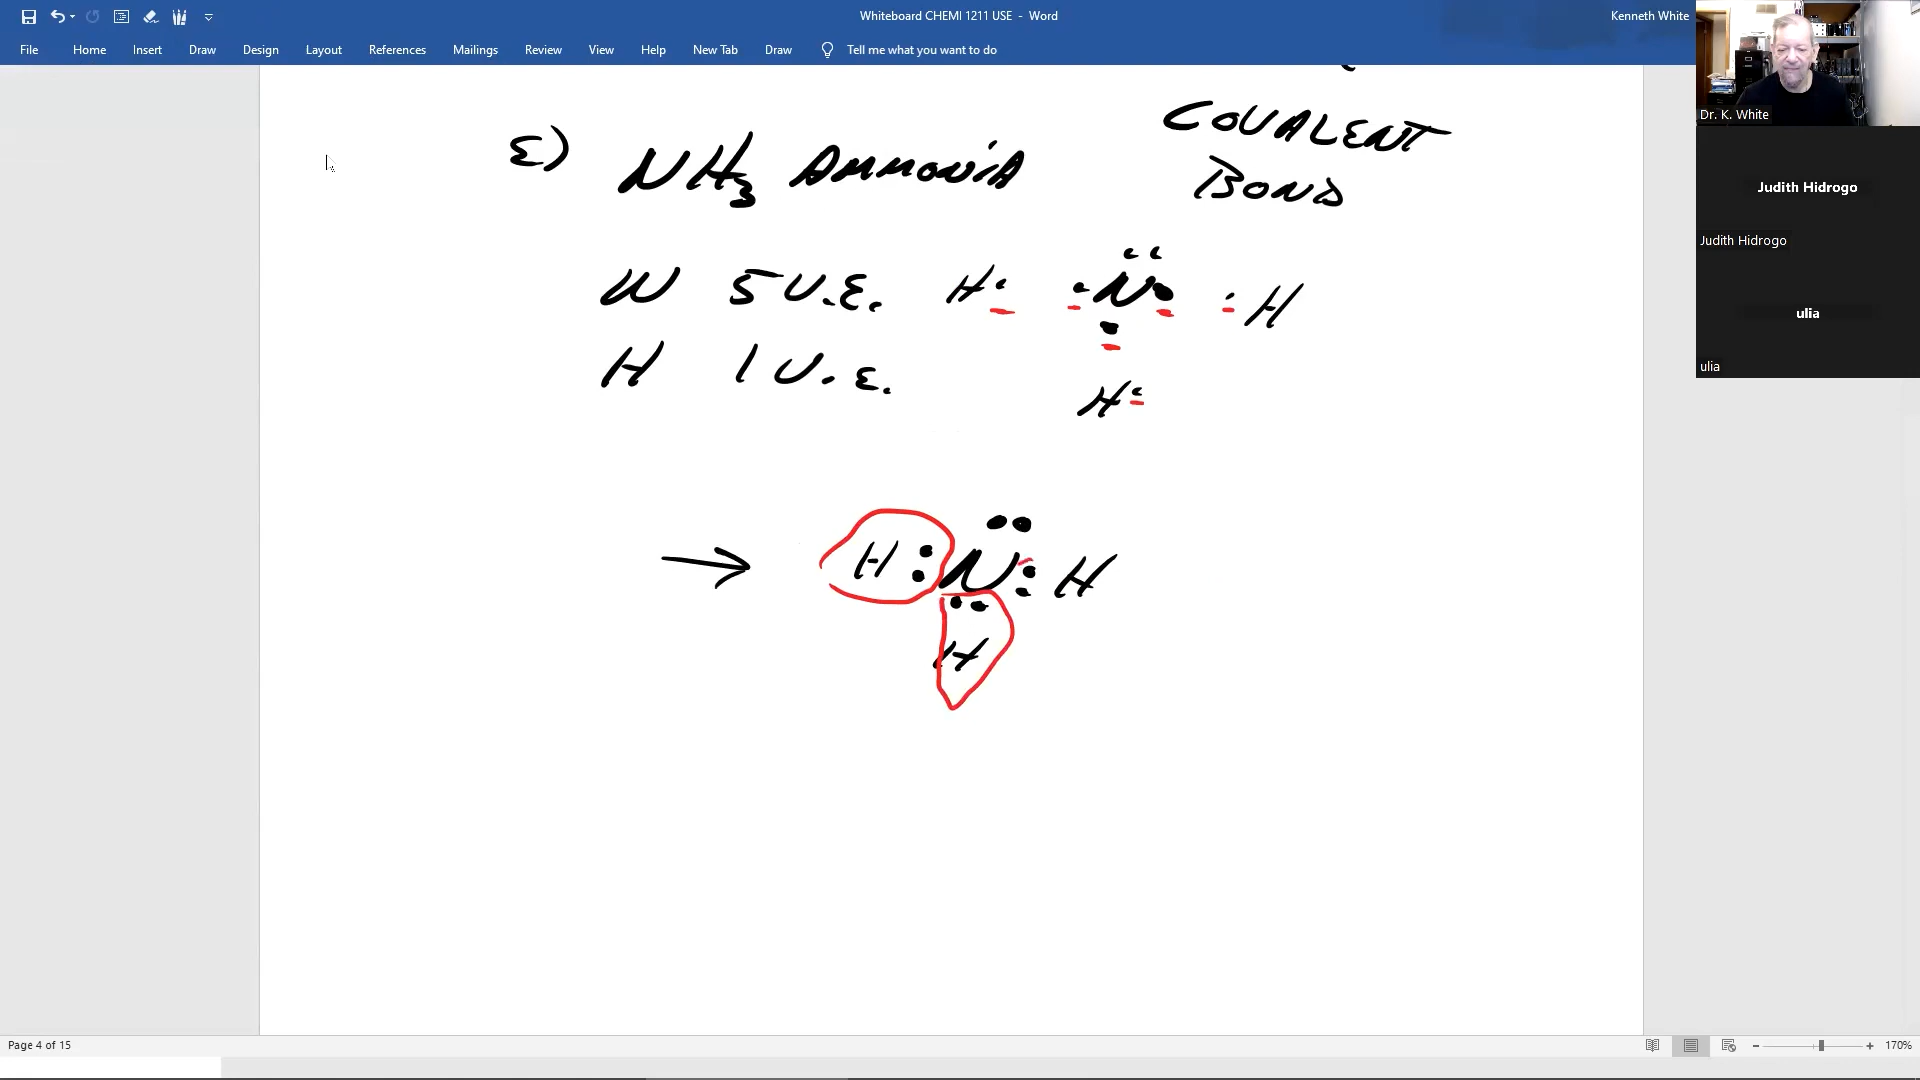 Whiteboard CHEMI 1211 USE - Word
Kenneth White
File Home Insert Draw Design Layout References Mailings Review View Help New Tab Draw Tell me what you want to do
Dr. K. White
Judith Hidrogo
Judith Hidrogo
ulia
ulia
E) NH3 AMMONIA
COVALENT
BOND
N 5 V.E.
H· ·N· ·H
H 1 V.E.
H·
→ H:N:H
H
Page 4 of 15
170%